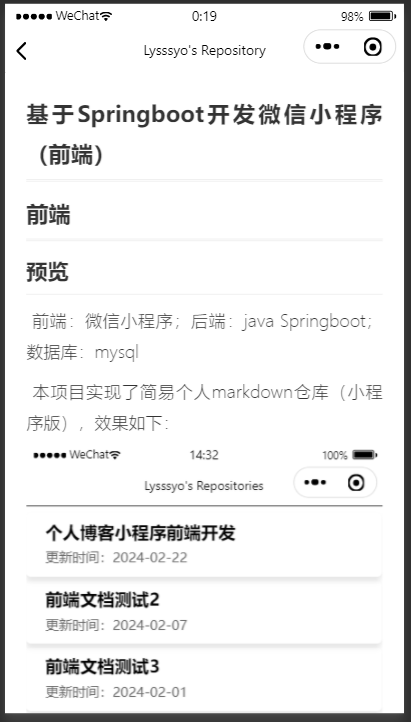 WeChat 0:19 98%
Lysssyo's Repository
基于Springboot开发微信小程序
（前端）
前端
预览
前端：微信小程序；后端：java Springboot；
数据库：mysql
本项目实现了简易个人markdown仓库（小程
序版），效果如下：
WeChat 14:32 100%
Lysssyo's Repositories
个人博客小程序前端开发
更新时间：2024-02-22
前端文档测试2
更新时间：2024-02-07
前端文档测试3
更新时间：2024-02-01